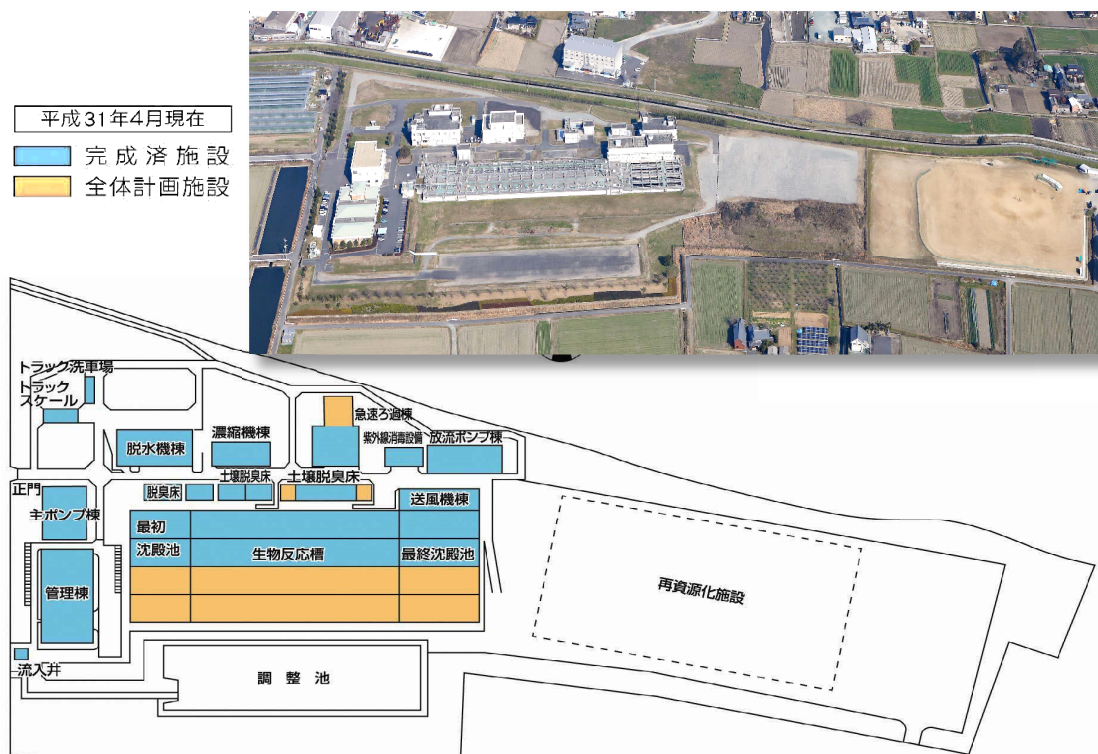 平成31年4月現在
完成済施設
全体計画施設
トラック洗車場
トラック
スケール
急速ろ過棟
濃縮機棟
紫外線消毒設備
放流ポンプ棟
脱水機棟
土壌脱臭床
土壌脱臭床
正門
脱臭床
送風機棟
主ポンプ棟
最初
沈殿池
生物反応槽
最終沈殿池
管理棟
再資源化施設
流入井
調整池